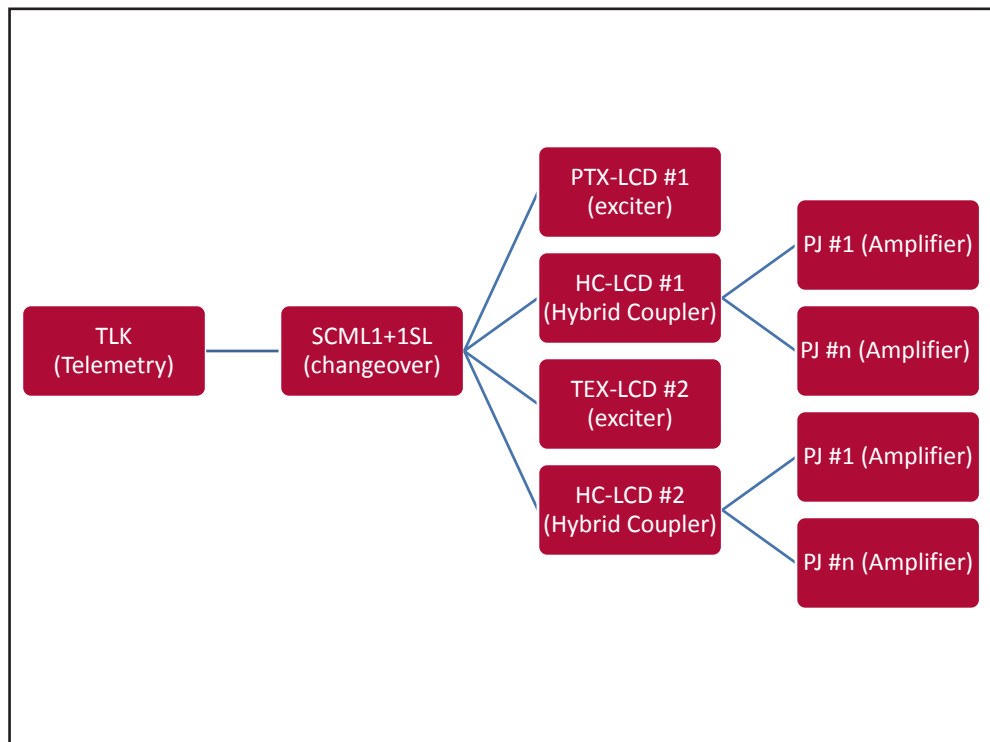 TLK
(Telemetry)
SCML1+1SL
(changeover)
PTX-LCD #1
(exciter)
HC-LCD #1
(Hybrid Coupler)
TEX-LCD #2
(exciter)
HC-LCD #2
(Hybrid Coupler)
PJ #1 (Amplifier)
PJ #n (Amplifier)
PJ #1 (Amplifier)
PJ #n (Amplifier)